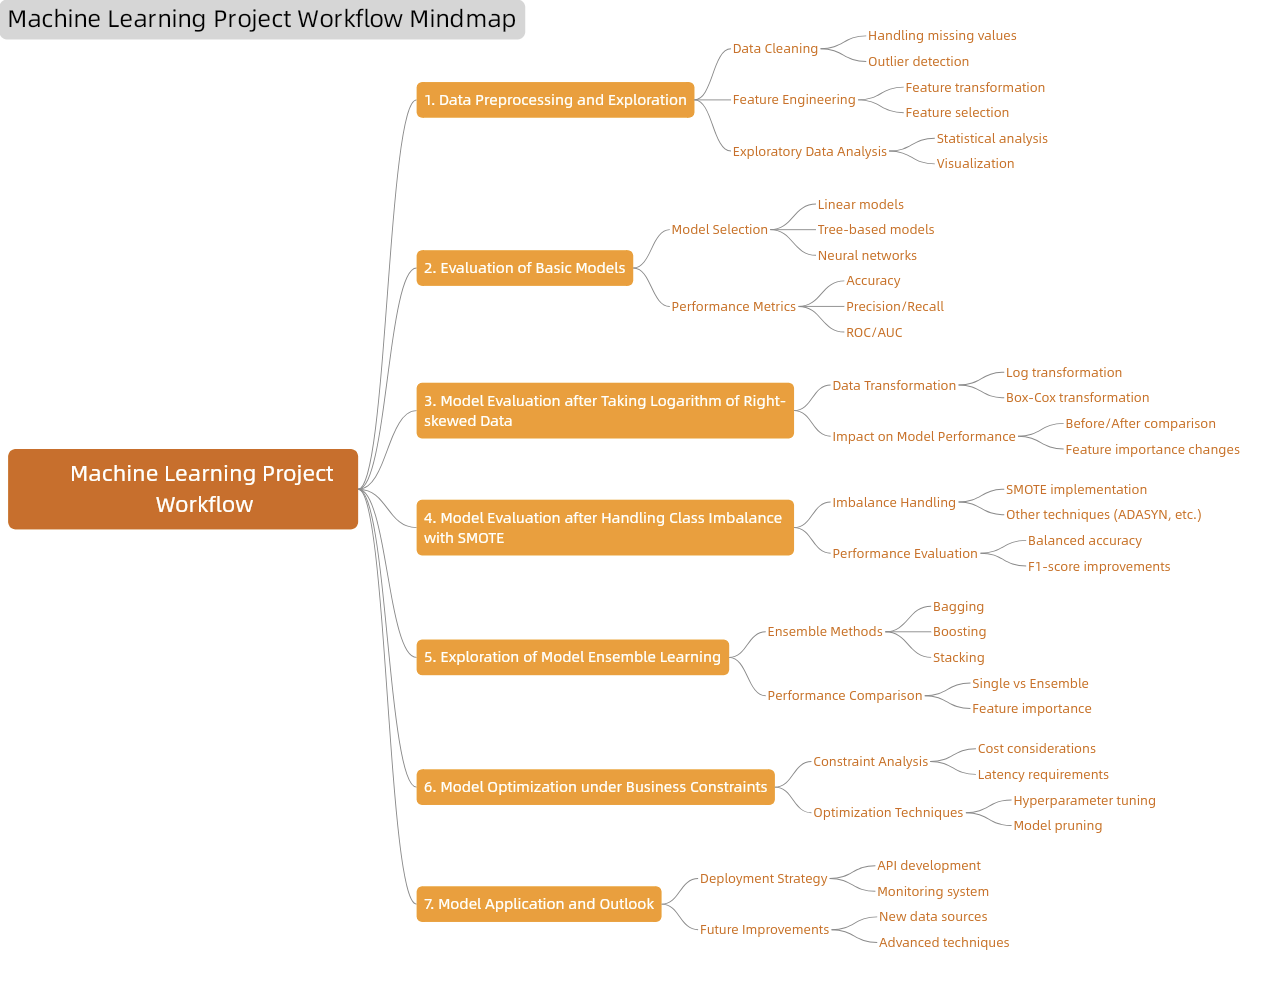 Machine Learning Project Workflow Mindmap
Machine Learning Project
Workflow
1. Data Preprocessing and Exploration
Data Cleaning
Handling missing values
Outlier detection
Feature Engineering
Feature transformation
Feature selection
Exploratory Data Analysis
Statistical analysis
Visualization
2. Evaluation of Basic Models
Model Selection
Linear models
Tree-based models
Neural networks
Performance Metrics
Accuracy
Precision/Recall
ROC/AUC
3. Model Evaluation after Taking Logarithm of Right-
skewed Data
Data Transformation
Log transformation
Box-Cox transformation
Impact on Model Performance
Before/After comparison
Feature importance changes
4. Model Evaluation after Handling Class Imbalance
with SMOTE
Imbalance Handling
SMOTE implementation
Other techniques (ADASYN, etc.)
Performance Evaluation
Balanced accuracy
F1-score improvements
5. Exploration of Model Ensemble Learning
Ensemble Methods
Bagging
Boosting
Stacking
Performance Comparison
Single vs Ensemble
Feature importance
6. Model Optimization under Business Constraints
Constraint Analysis
Cost considerations
Latency requirements
Optimization Techniques
Hyperparameter tuning
Model pruning
7. Model Application and Outlook
Deployment Strategy
API development
Monitoring system
Future Improvements
New data sources
Advanced techniques